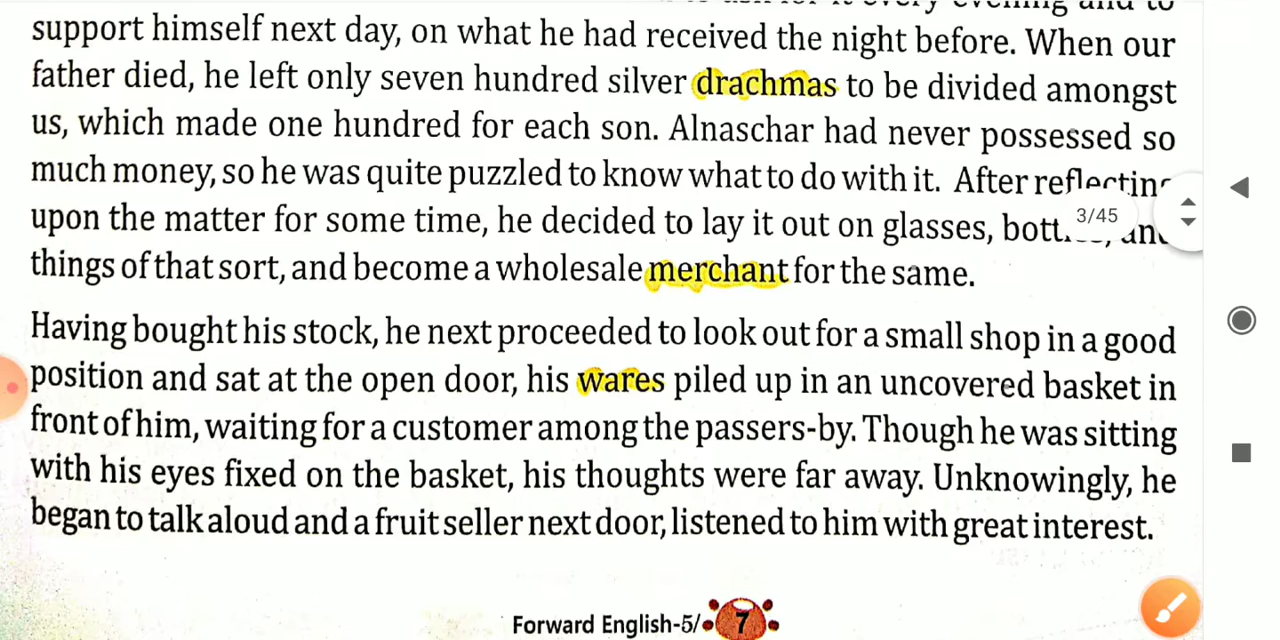 support himself next day, on what he had received the night before. When our
father died, he left only seven hundred silver drachmas to be divided amongst
us, which made one hundred for each son. Alnaschar had never possessed so
much money, so he was quite puzzled to know what to do with it. After reflecting
upon the matter for some time, he decided to lay it out on glasses,
3/45
things of that sort, and become a wholesale merchant for the same.
Having bought his stock, he next proceeded to look out for a small shop in a good
position and sat at the open door, his wares piled up in an uncovered basket in
front of him, waiting for a customer among the passers-by. Though he was sitting
with his eyes fixed on the basket, his thoughts were far away. Unknowingly, he
began to talk aloud and a fruit seller next door, listened to him with great interest.
Forward English-5/ 7